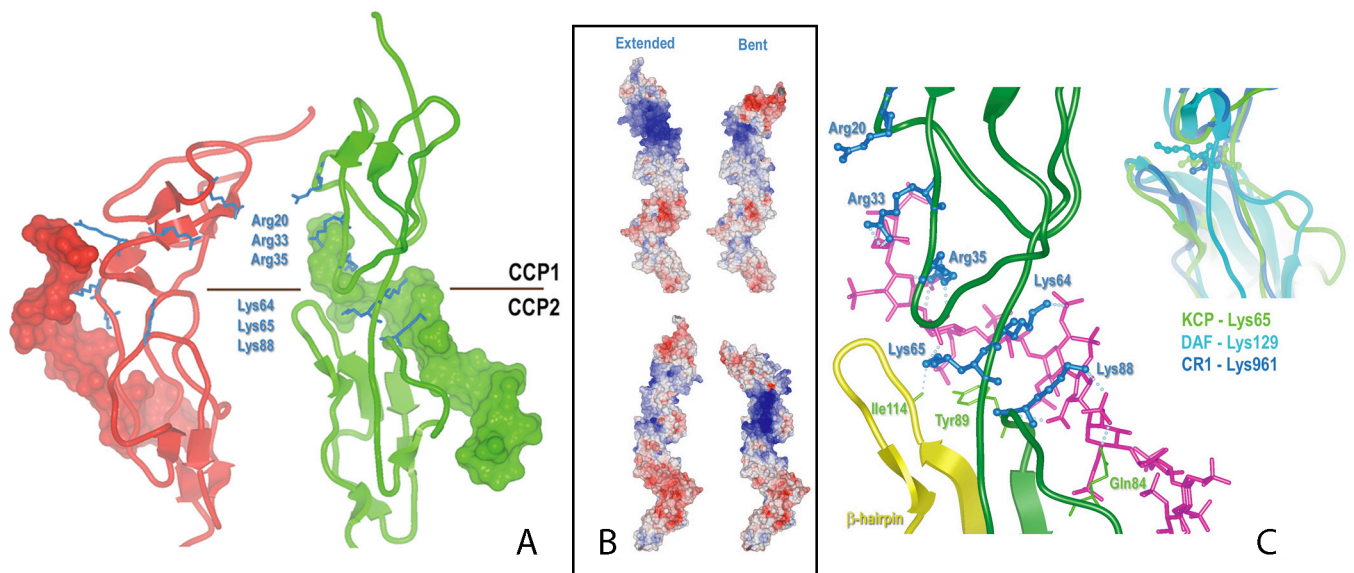 Arg20
Arg33
Arg35
Lys64
Lys65
Lys88
CCP1
CCP2
A
Extended
Bent
B
Arg20
Arg33
Arg35
Lys64
Lys65
Lys88
Ile114
Tyr89
Gln84
β-hairpin
KCP - Lys65
DAF - Lys129
CR1 - Lys961
C